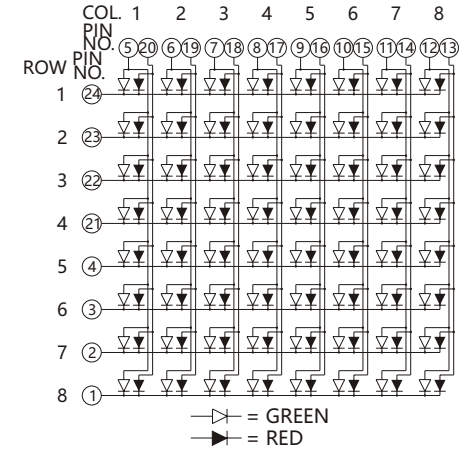 COL. 1 2 3 4 5 6 7 8
PIN
NO. 5 20 6 19 7 18 8 17 9 16 10 15 11 14 12 13
ROW PIN
NO.
1 24
2 23
3 22
4 21
5 4
6 3
7 2
8 1
= GREEN
= RED